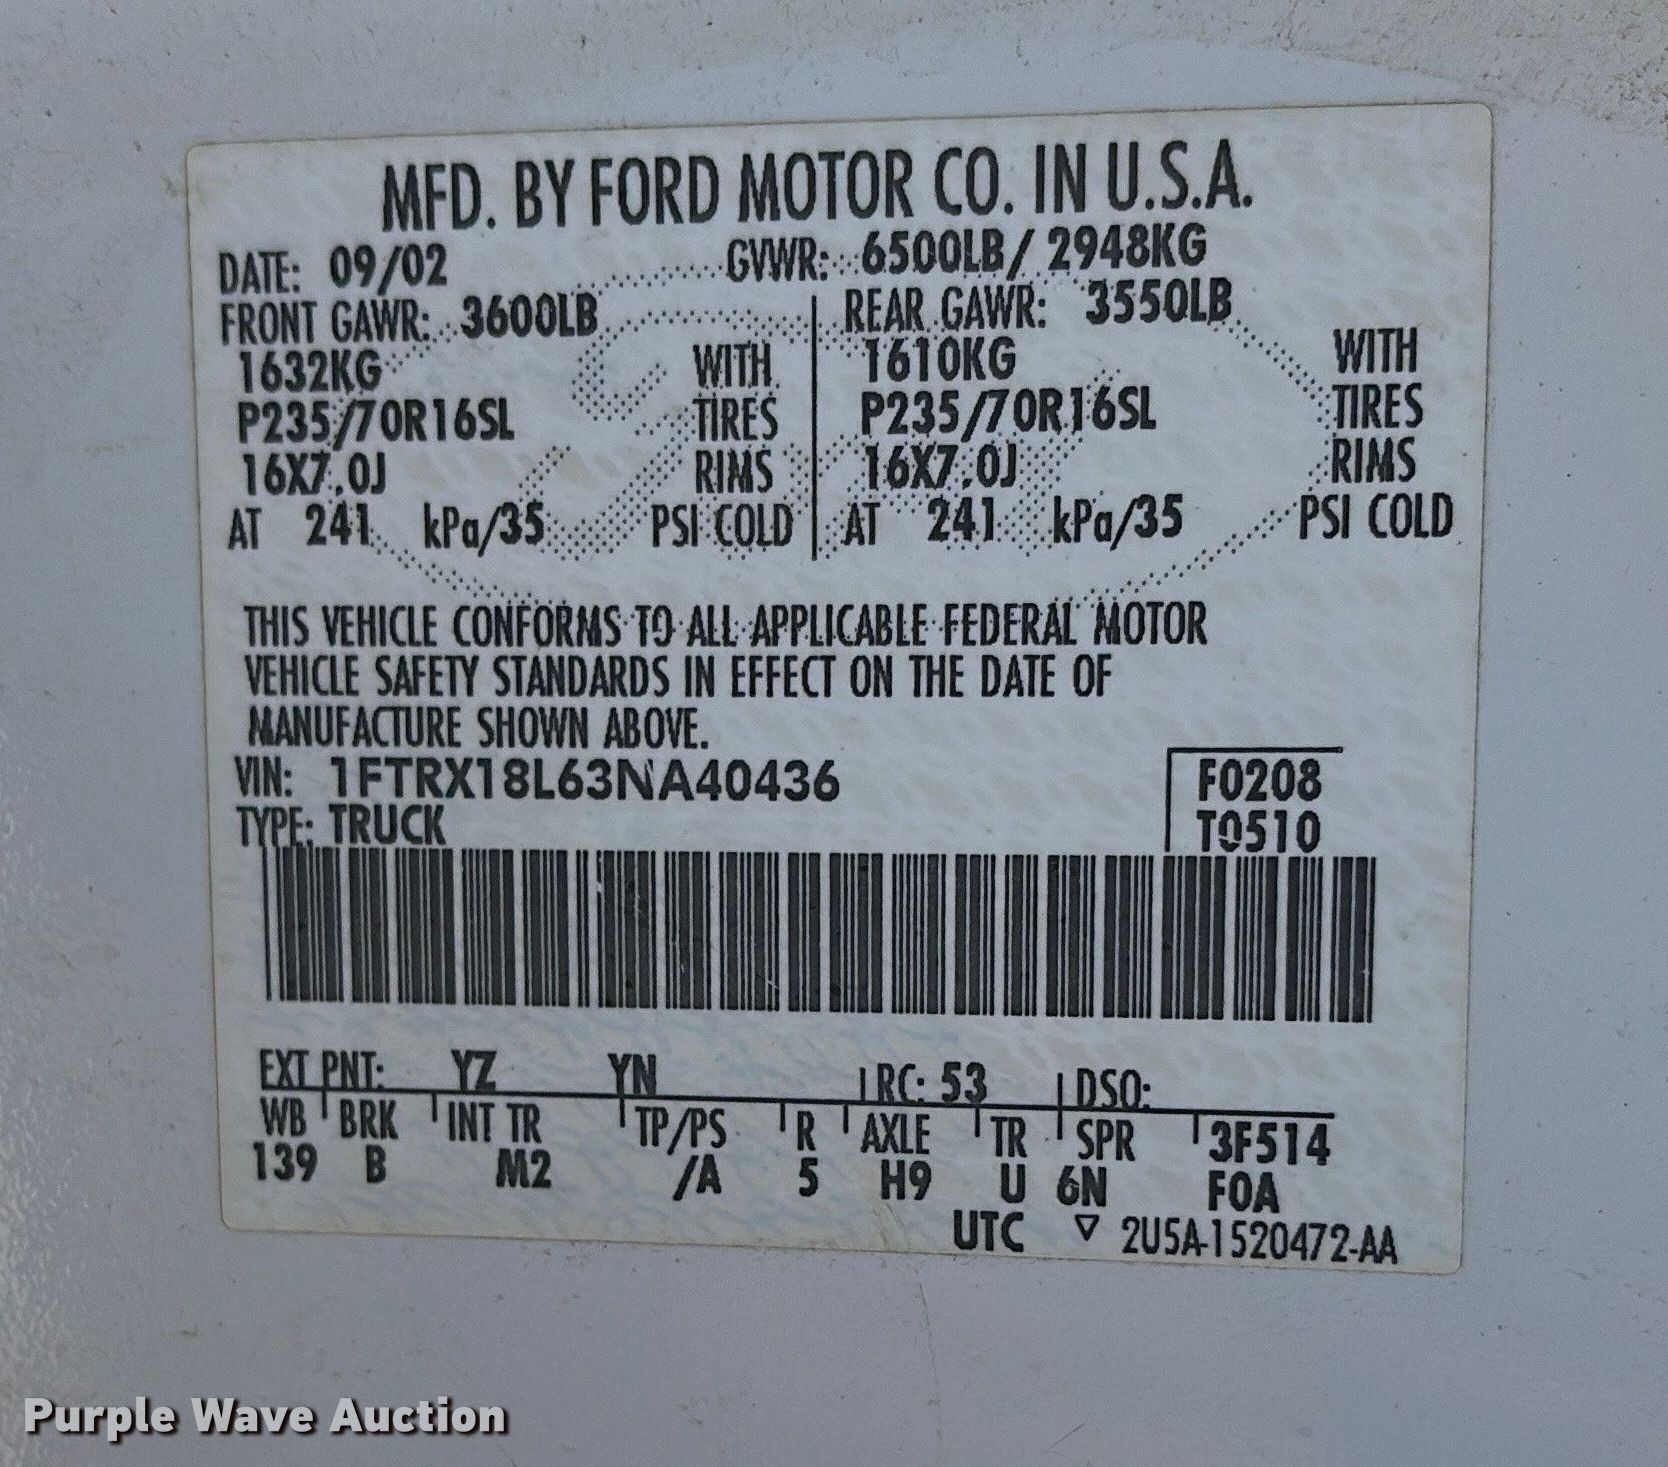 MFD. BY FORD MOTOR CO. IN U.S.A.
DATE: 09/02 GVWR: 6500LB/ 2948KG
FRONT GAWR: 3600LB REAR GAWR: 3550LB
1632KG WITH 1610KG WITH
P235/70R16SL TIRES P235/70R16SL TIRES
16X7.0J RIMS 16X7.0J RIMS
AT 241 kPa/35 PSI COLD AT 241 kPa/35 PSI COLD
THIS VEHICLE CONFORMS TO ALL APPLICABLE FEDERAL MOTOR
VEHICLE SAFETY STANDARDS IN EFFECT ON THE DATE OF
MANUFACTURE SHOWN ABOVE.
VIN: 1FTRX18L63NA40436 F0208
TYPE: TRUCK T0510
EXT PNT: YZ YN RC: 53 DSO:
WB BRK INT TR TP/PS R AXLE TR SPR 3F514
139 B M2 /A 5 H9 U 6N F0A
UTC ▽ 2U5A-1520472-AA
Purple Wave Auction